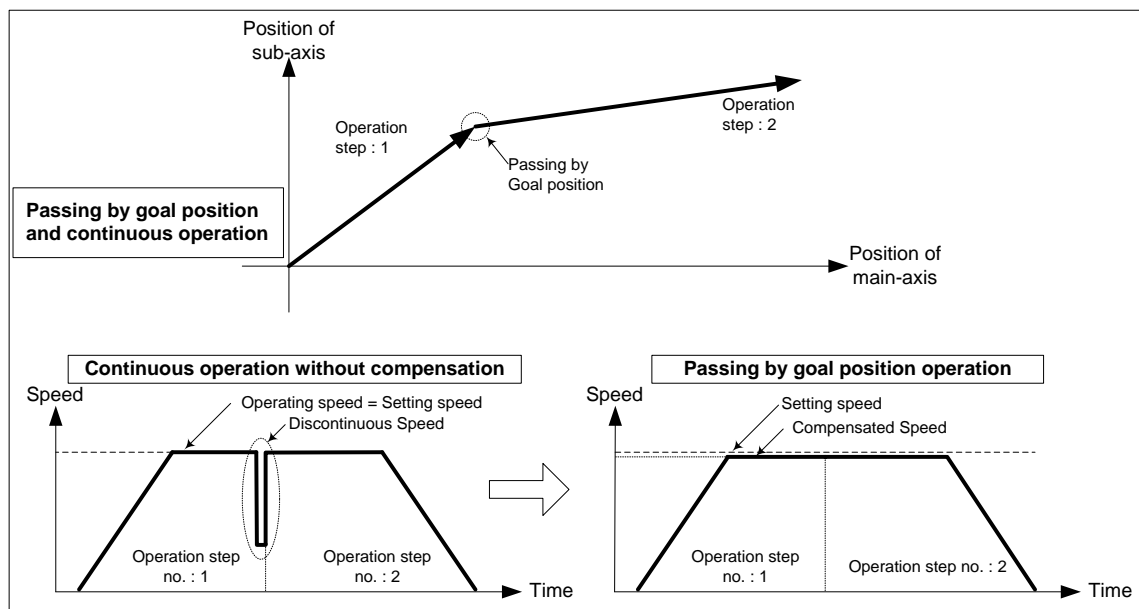 Position of
sub-axis
Operation
step : 1
Operation
step : 2
Passing by
Goal position
Passing by goal position
and continuous operation
Position of
main-axis
Continuous operation without compensation
Speed
Operating speed = Setting speed
Discontinuous Speed
Operation step
no. : 1
Operation step
no. : 2
Time
Passing by goal position operation
Speed
Setting speed
Compensated Speed
Operation step
no. : 1
Operation step no. : 2
Time